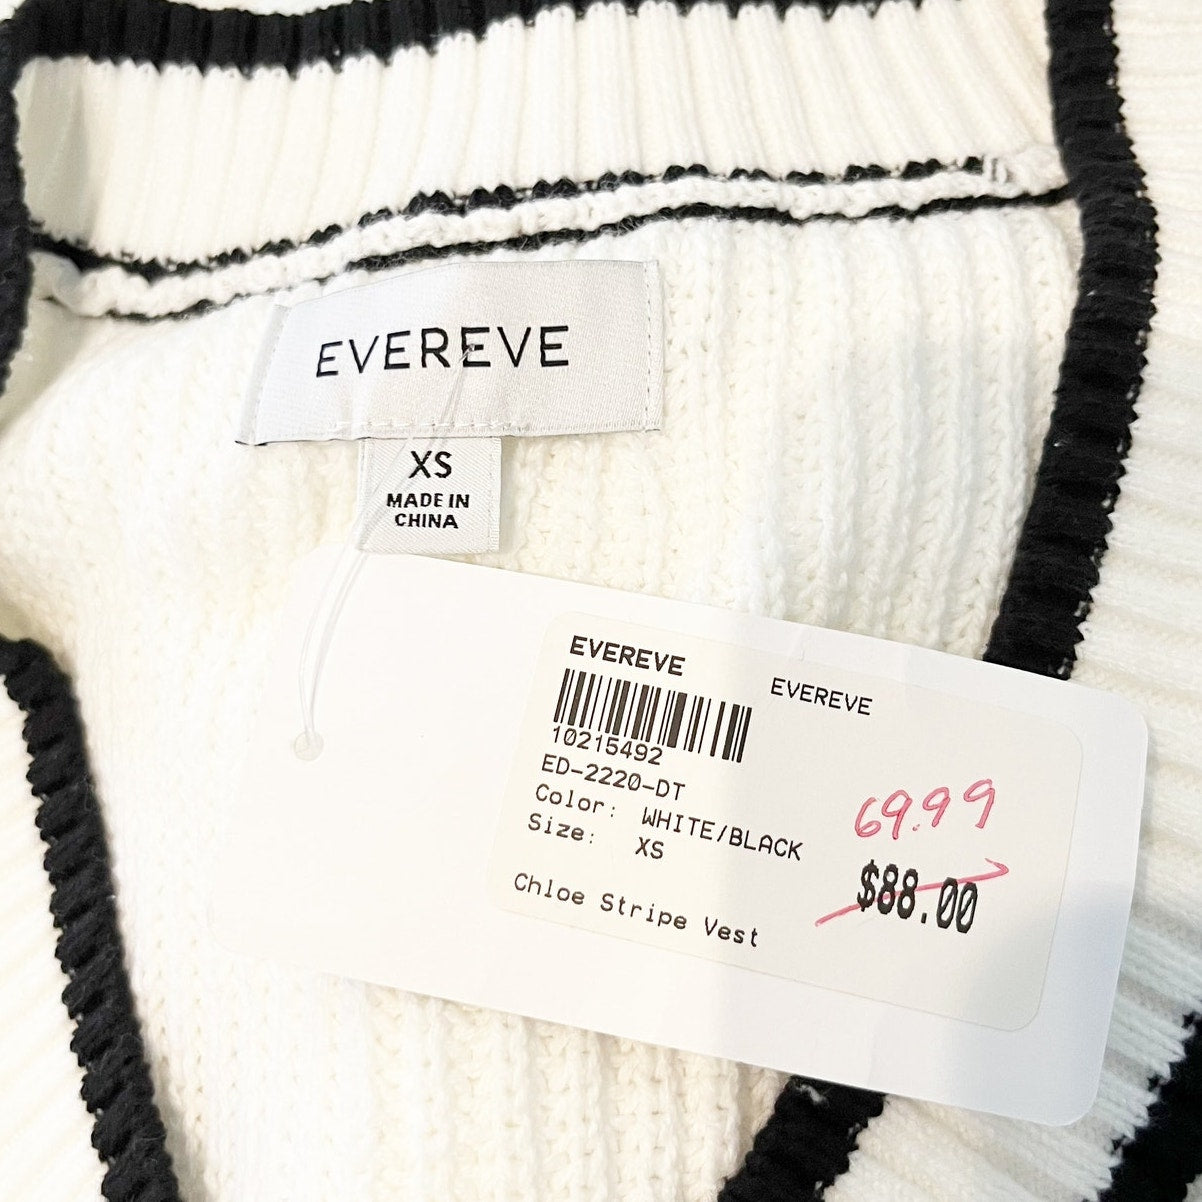 EVEREVE
XS
MADE IN
CHINA
EVEREVE
EVEREVE
10215492
ED-2220-DT
Color: WHITE/BLACK
Size: XS
69.99
$88.00
Chloe Stripe Vest